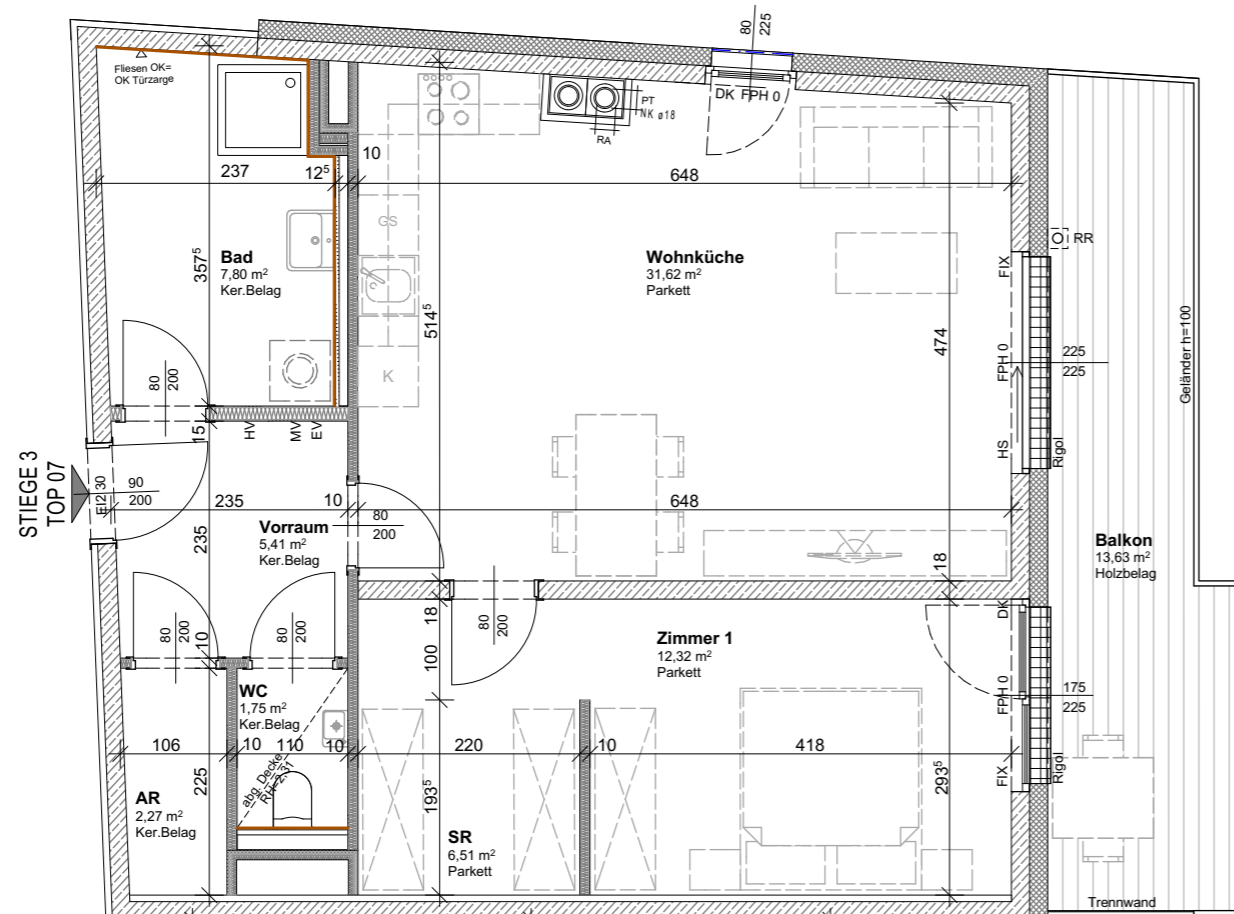 80
225
Fliesen OK=
OK Türzarge
DK FPH 0
PT
NK ø18
RA
10
237
12⁵
648
GS
Bad
7,80 m²
Ker.Belag
357⁵
Wohnküche
31,62 m²
Parkett
RR
FIX
514⁵
474
K
FPH 0
225
225
Geländer h=100
80
200
15
HV
MV
EV
HS
Rigol
STIEGE 3
TOP 07
EI2 30
90
200
235
10
648
80
200
Vorraum
5,41 m²
Ker.Belag
235
Balkon
13,63 m²
Holzbelag
18
80
200
10
80
200
18
100
80
200
Zimmer 1
12,32 m²
Parkett
DK
FPH 0
175
225
WC
1,75 m²
Ker.Belag
106
10
110
10
220
10
418
abg. Decke
RH=2,31
225
193⁵
293⁵
FIX
Rigol
AR
2,27 m²
Ker.Belag
SR
6,51 m²
Parkett
Trennwand